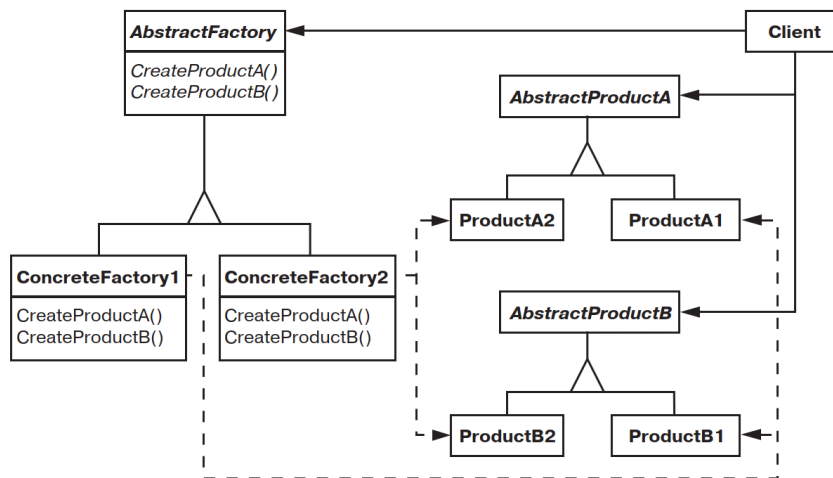 AbstractFactory
CreateProductA()
CreateProductB()
Client
AbstractProductA
ProductA2
ProductA1
ConcreteFactory1
CreateProductA()
CreateProductB()
ConcreteFactory2
CreateProductA()
CreateProductB()
AbstractProductB
ProductB2
ProductB1